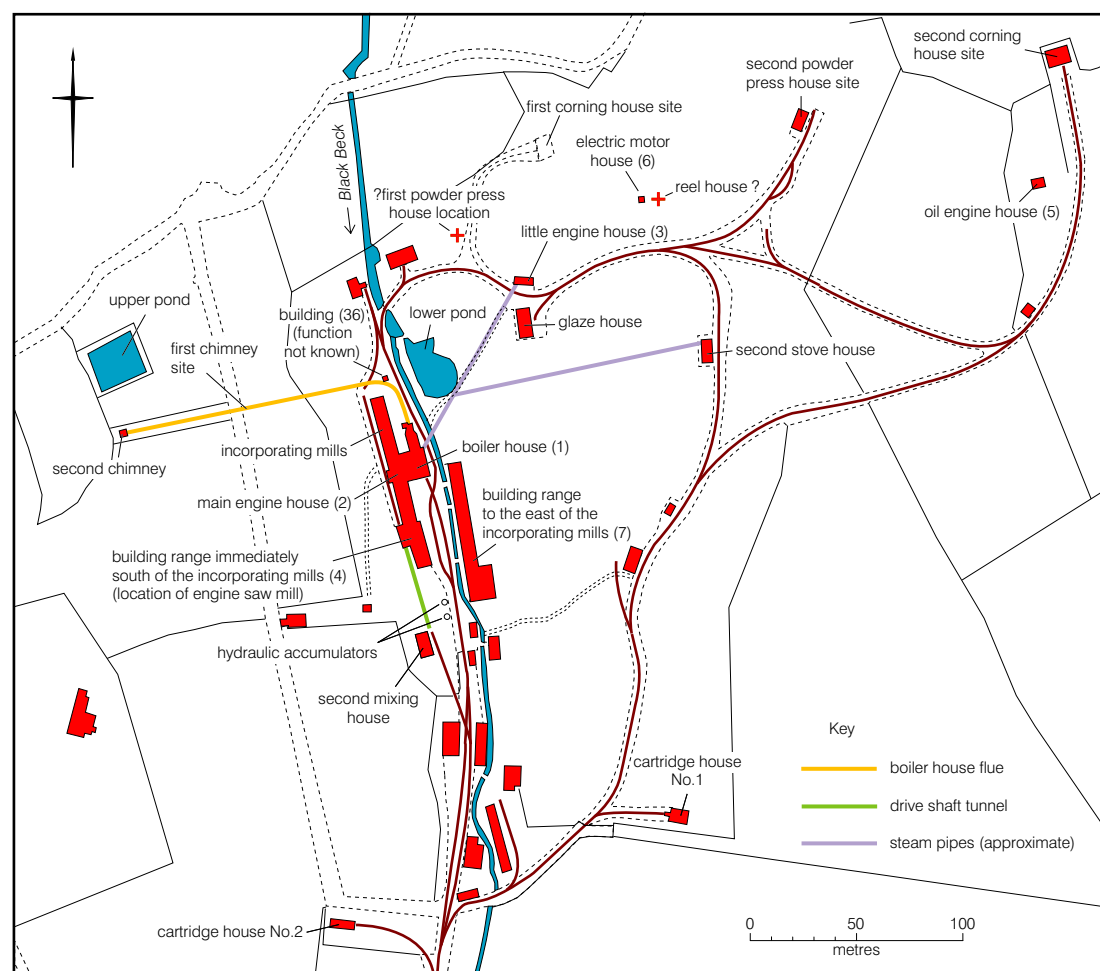 second corning
house site
second powder
press house site
first corning house site
electric motor
house (6)
Black Beck
reel house ?
?first powder press
house location
oil engine house (5)
little engine house (3)
upper pond
building (36)
(function
not known)
lower pond
glaze house
first chimney
site
second stove house
incorporating mills
boiler house (1)
second chimney
main engine house (2)
building range
to the east of the
incorporating mills (7)
building range immediately
south of the incorporating mills (4)
(location of engine saw mill)
hydraulic accumulators
second mixing
house
Key
cartridge house
No.1
boiler house flue
drive shaft tunnel
steam pipes (approximate)
cartridge house No.2
0 50 100
metres